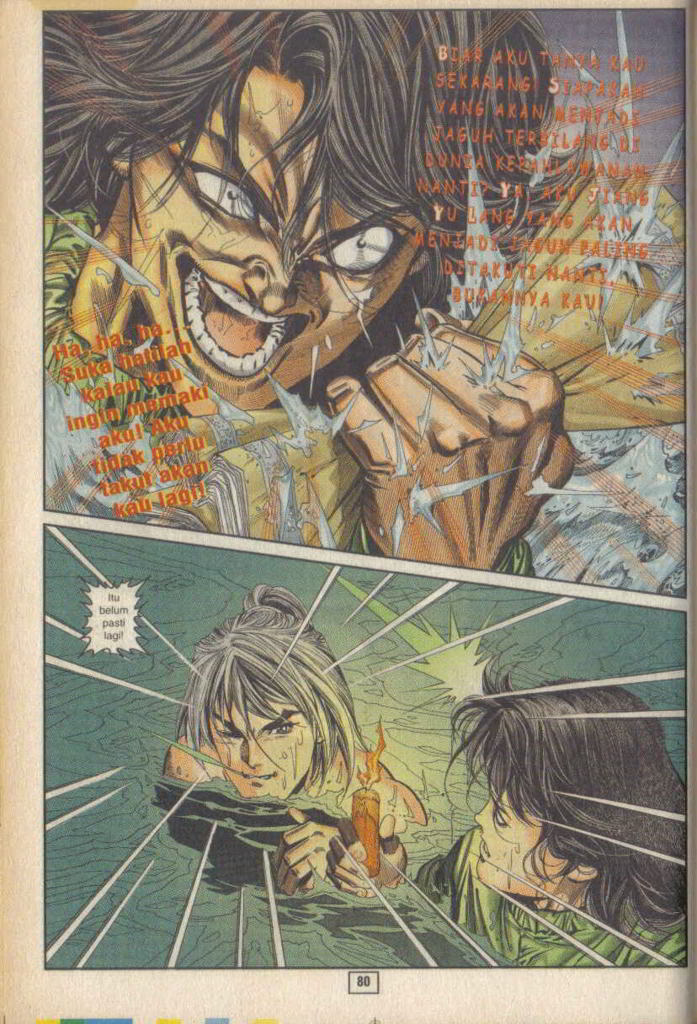 BIAR AKU TANYA KAU
SEKARANG! SIAPAKAH
YANG AKAN MENJADI
JAGUH TERBILANG DI
DUNIA KEPAHLAWANAN
NANTI? YA, AKU JIANG
YU LANG YANG AKAN
MENJADI JAGUH PALING
DITAKUTI NANTI,
BUKANNYA KAU!
Ha, ha, ha...
Suka hatilah
kalau kau
ingin memaki
aku! Aku
tidak perlu
takut akan
kau lagi!
Itu
belum
pasti
lagi!
80